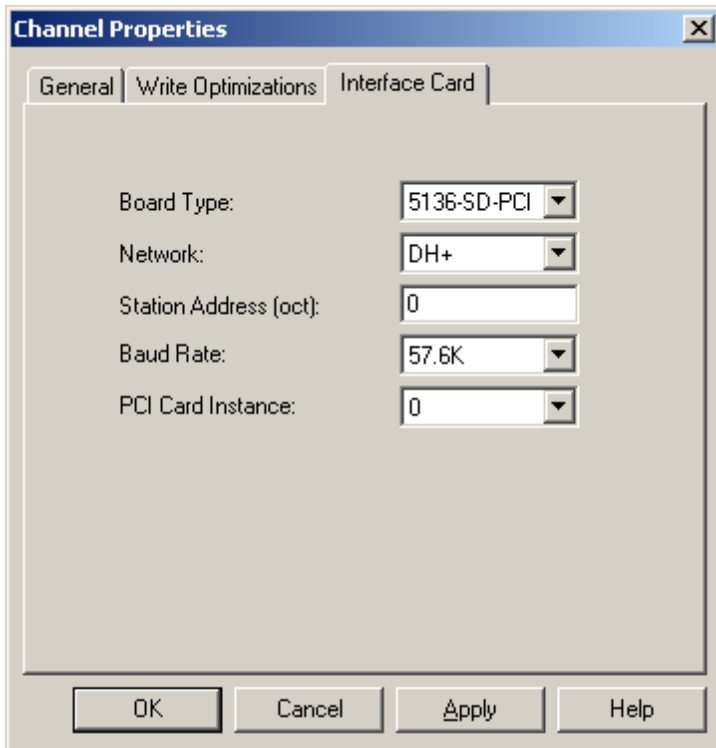 Channel Properties
General Write Optimizations Interface Card
Board Type: 5136-SD-PCI
Network: DH+
Station Address (oct): 0
Baud Rate: 57.6K
PCI Card Instance: 0
OK Cancel Apply Help